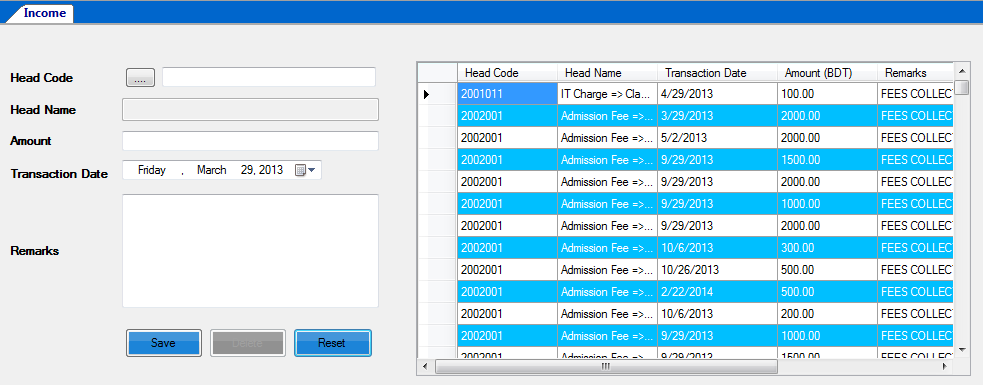 Income
Head Code ....
Head Name
Amount
Transaction Date Friday , March 29, 2013
Remarks
Save Delete Reset
Head Code Head Name Transaction Date Amount (BDT) Remarks
2001011 IT Charge => Cla... 4/29/2013 100.00 FEES COLLEC
2002001 Admission Fee =>... 3/29/2013 2000.00 FEES COLLEC
2002001 Admission Fee =>... 5/2/2013 2000.00 FEES COLLEC
2002001 Admission Fee =>... 9/29/2013 1500.00 FEES COLLEC
2002001 Admission Fee =>... 9/29/2013 2000.00 FEES COLLEC
2002001 Admission Fee =>... 9/29/2013 1000.00 FEES COLLEC
2002001 Admission Fee =>... 9/29/2013 2000.00 FEES COLLEC
2002001 Admission Fee =>... 10/6/2013 300.00 FEES COLLEC
2002001 Admission Fee =>... 10/26/2013 500.00 FEES COLLEC
2002001 Admission Fee =>... 2/22/2014 500.00 FEES COLLEC
2002001 Admission Fee =>... 10/6/2013 200.00 FEES COLLEC
2002001 Admission Fee =>... 9/29/2013 1000.00 FEES COLLEC
2002001 Admission Fee =>... 9/29/2013 1500.00 FEES COLLEC